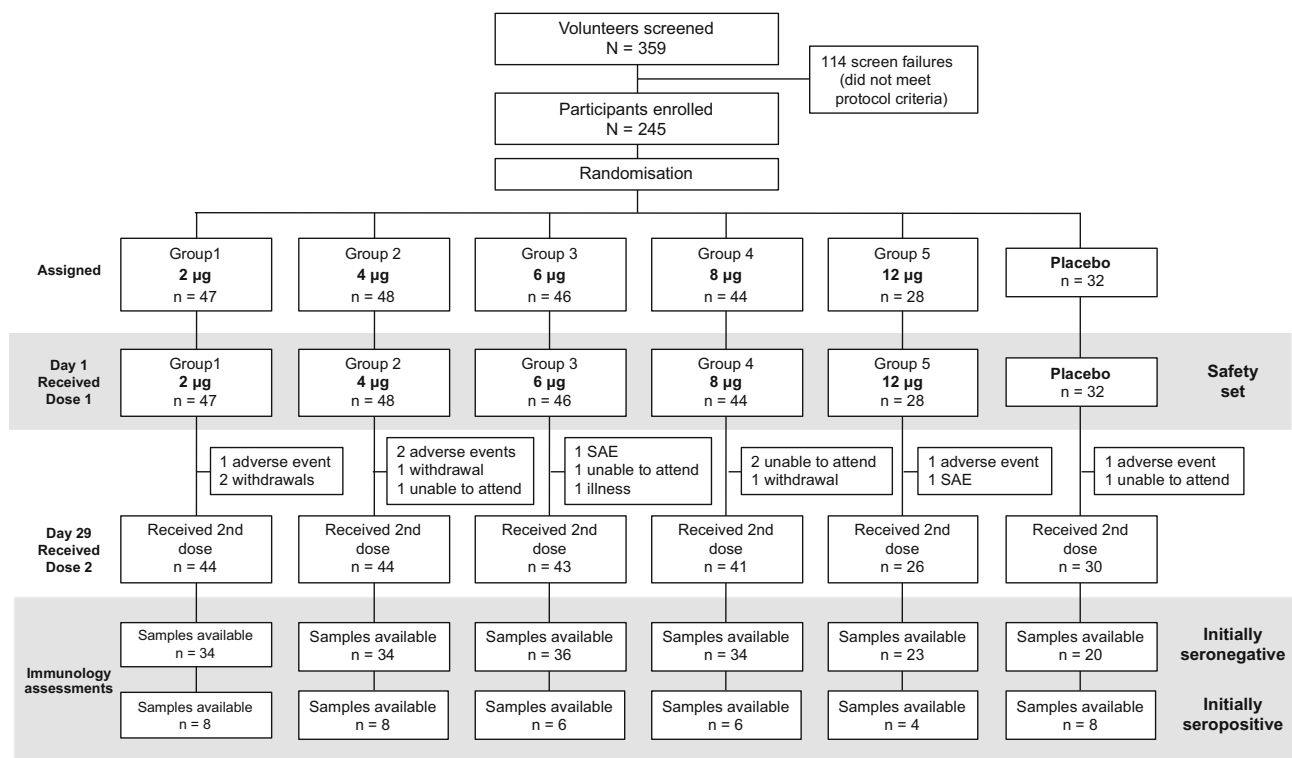 Volunteers screened
N = 359
114 screen failures
(did not meet
protocol criteria)
Participants enrolled
N = 245
Randomisation
Assigned
Group1
2 µg
n = 47
Group 2
4 µg
n = 48
Group 3
6 µg
n = 46
Group 4
8 µg
n = 44
Group 5
12 µg
n = 28
Placebo
n = 32
Day 1
Received
Dose 1
Group1
2 µg
n = 47
Group 2
4 µg
n = 48
Group 3
6 µg
n = 46
Group 4
8 µg
n = 44
Group 5
12 µg
n = 28
Placebo
n = 32
Safety
set
1 adverse event
2 withdrawals
2 adverse events
1 withdrawal
1 unable to attend
1 SAE
1 unable to attend
1 illness
2 unable to attend
1 withdrawal
1 adverse event
1 SAE
1 adverse event
1 unable to attend
Day 29
Received
Dose 2
Received 2nd
dose
n = 44
Received 2nd
dose
n = 44
Received 2nd
dose
n = 43
Received 2nd
dose
n = 41
Received 2nd
dose
n = 26
Received 2nd
dose
n = 30
Immunology
assessments
Samples available
n = 34
Samples available
n = 34
Samples available
n = 36
Samples available
n = 34
Samples available
n = 23
Samples available
n = 20
Initially
seronegative
Samples available
n = 8
Samples available
n = 8
Samples available
n = 6
Samples available
n = 6
Samples available
n = 4
Samples available
n = 8
Initially
seropositive